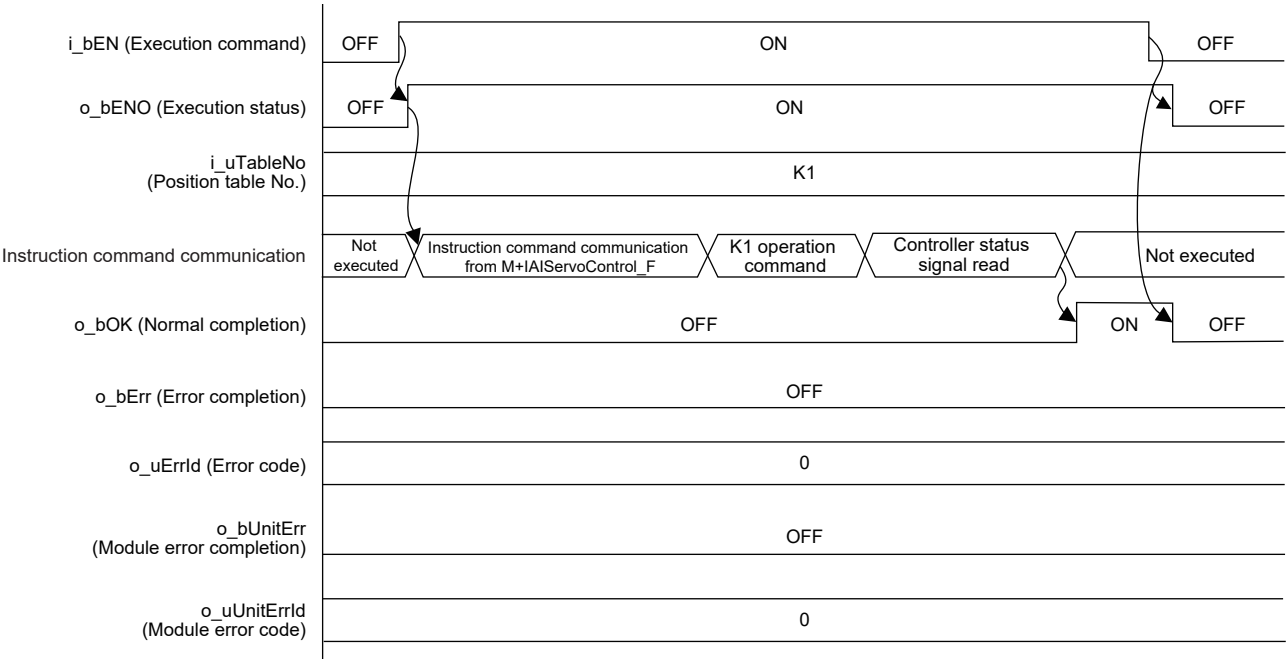 i_bEN (Execution command) OFF ON OFF
o_bENO (Execution status) OFF ON OFF
i_uTableNo
(Position table No.)
K1
Instruction command communication
Not
executed
Instruction command communication
from M+IAIServoControl_F
K1 operation
command
Controller status
signal read
Not executed
o_bOK (Normal completion) OFF ON OFF
o_bErr (Error completion) OFF
o_uErrId (Error code) 0
o_bUnitErr
(Module error completion)
OFF
o_uUnitErrId
(Module error code)
0